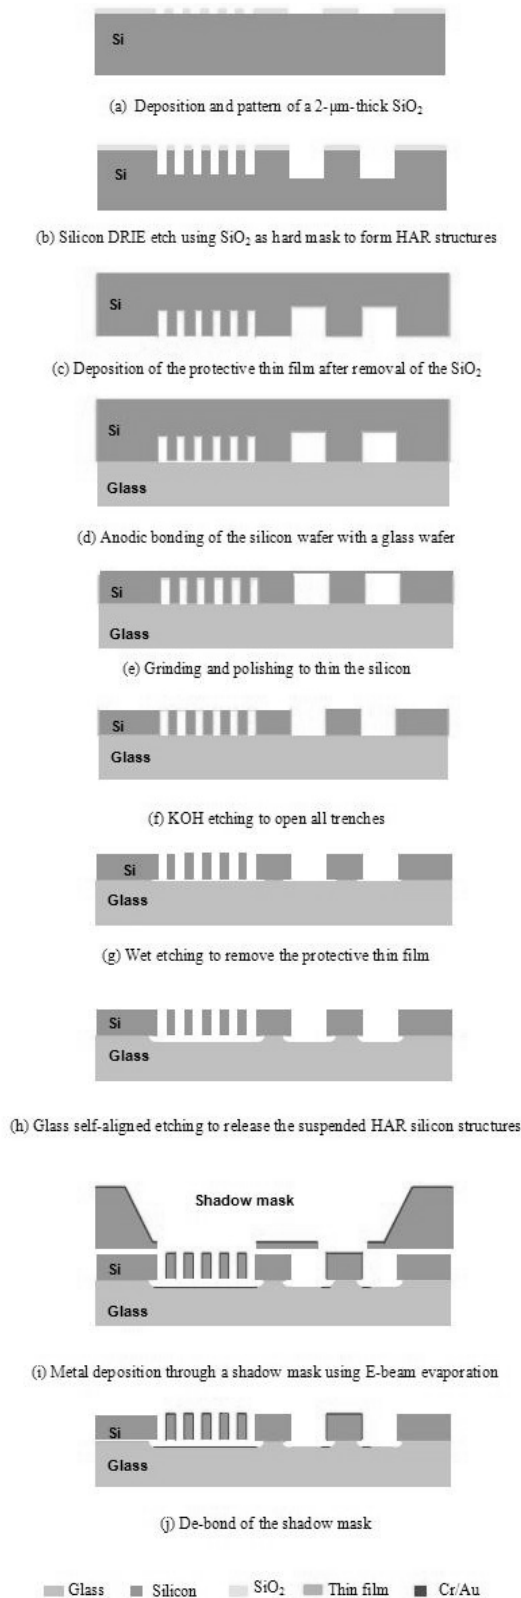 Si
(a) Deposition and pattern of a 2-μm-thick SiO₂
Si
(b) Silicon DRIE etch using SiO₂ as hard mask to form HAR structures
Si
(c) Deposition of the protective thin film after removal of the SiO₂
Si
Glass
(d) Anodic bonding of the silicon wafer with a glass wafer
Si
Glass
(e) Grinding and polishing to thin the silicon
Si
Glass
(f) KOH etching to open all trenches
Si
Glass
(g) Wet etching to remove the protective thin film
Si
Glass
(h) Glass self-aligned etching to release the suspended HAR silicon structures
Shadow mask
Si
Glass
(i) Metal deposition through a shadow mask using E-beam evaporation
Si
Glass
(j) De-bond of the shadow mask
Glass Silicon SiO₂ Thin film Cr/Au